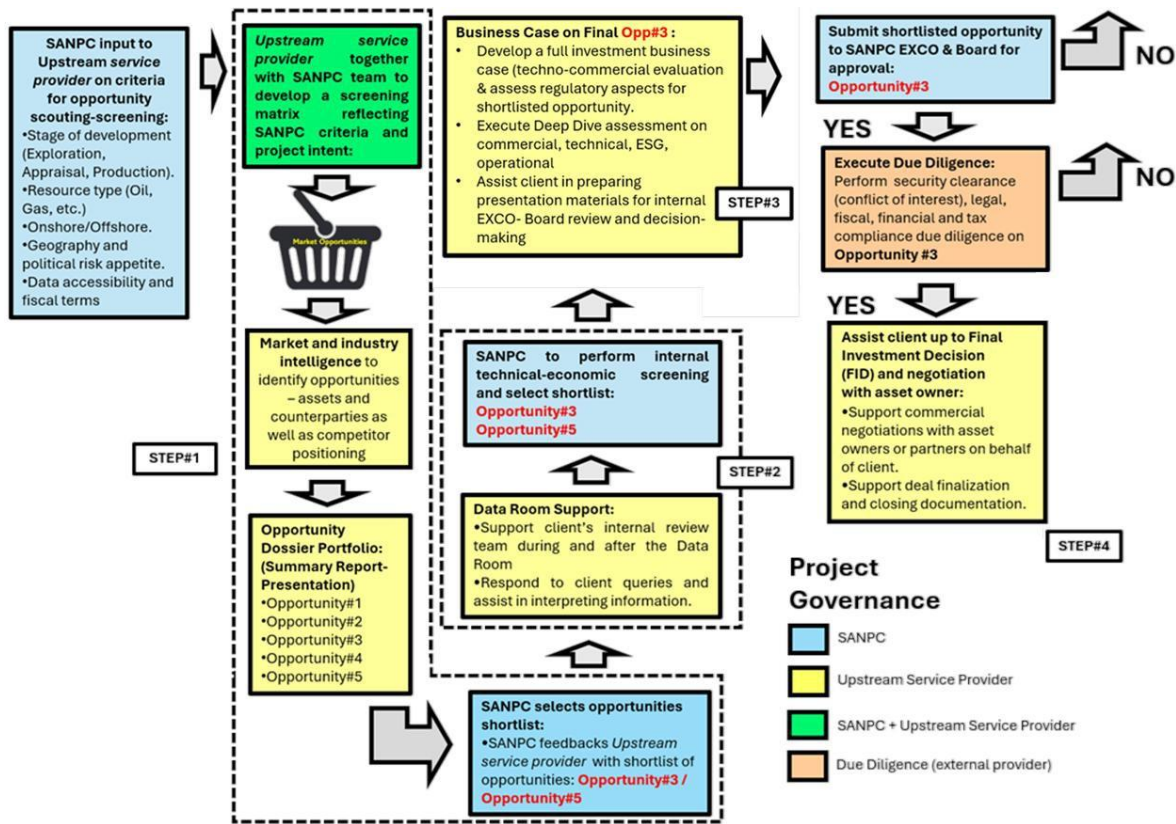 SANPC input to
Upstream service
provider on criteria
for opportunity
scouting-screening:
•Stage of development
(Exploration,
Appraisal, Production).
•Resource type (Oil,
Gas, etc.)
•Onshore/Offshore.
•Geography and
political risk appetite.
•Data accessibility and
fiscal terms
Upstream service
provider together
with SANPC team to
develop a screening
matrix reflecting
SANPC criteria and
project intent:
Market Opportunities
Market and industry
intelligence to
identify opportunities
– assets and
counterparties as
well as competitor
positioning
STEP#1
Opportunity
Dossier Portfolio:
(Summary Report-
Presentation)
•Opportunity#1
•Opportunity#2
•Opportunity#3
•Opportunity#4
•Opportunity#5
SANPC selects opportunities
shortlist:
•SANPC feedbacks Upstream
service provider with shortlist of
opportunities: Opportunity#3 /
Opportunity#5
Data Room Support:
•Support client's internal review
team during and after the Data
Room
•Respond to client queries and
assist in interpreting information.
STEP#2
SANPC to perform internal
technical-economic screening
and select shortlist:
Opportunity#3
Opportunity#5
Business Case on Final Opp#3 :
• Develop a full investment business
case (techno-commercial evaluation
& assess regulatory aspects for
shortlisted opportunity.
• Execute Deep Dive assessment on
commercial, technical, ESG,
operational
• Assist client in preparing
presentation materials for internal
EXCO- Board review and decision-
making
STEP#3
Submit shortlisted opportunity
to SANPC EXCO & Board for
approval:
Opportunity#3
NO
YES
Execute Due Diligence:
Perform security clearance
(conflict of interest), legal,
fiscal, financial and tax
compliance due diligence on
Opportunity #3
NO
YES
Assist client up to Final
Investment Decision
(FID) and negotiation
with asset owner:
•Support commercial
negotiations with asset
owners or partners on behalf
of client.
•Support deal finalization
and closing documentation.
STEP#4
Project
Governance
SANPC
Upstream Service Provider
SANPC + Upstream Service Provider
Due Diligence (external provider)